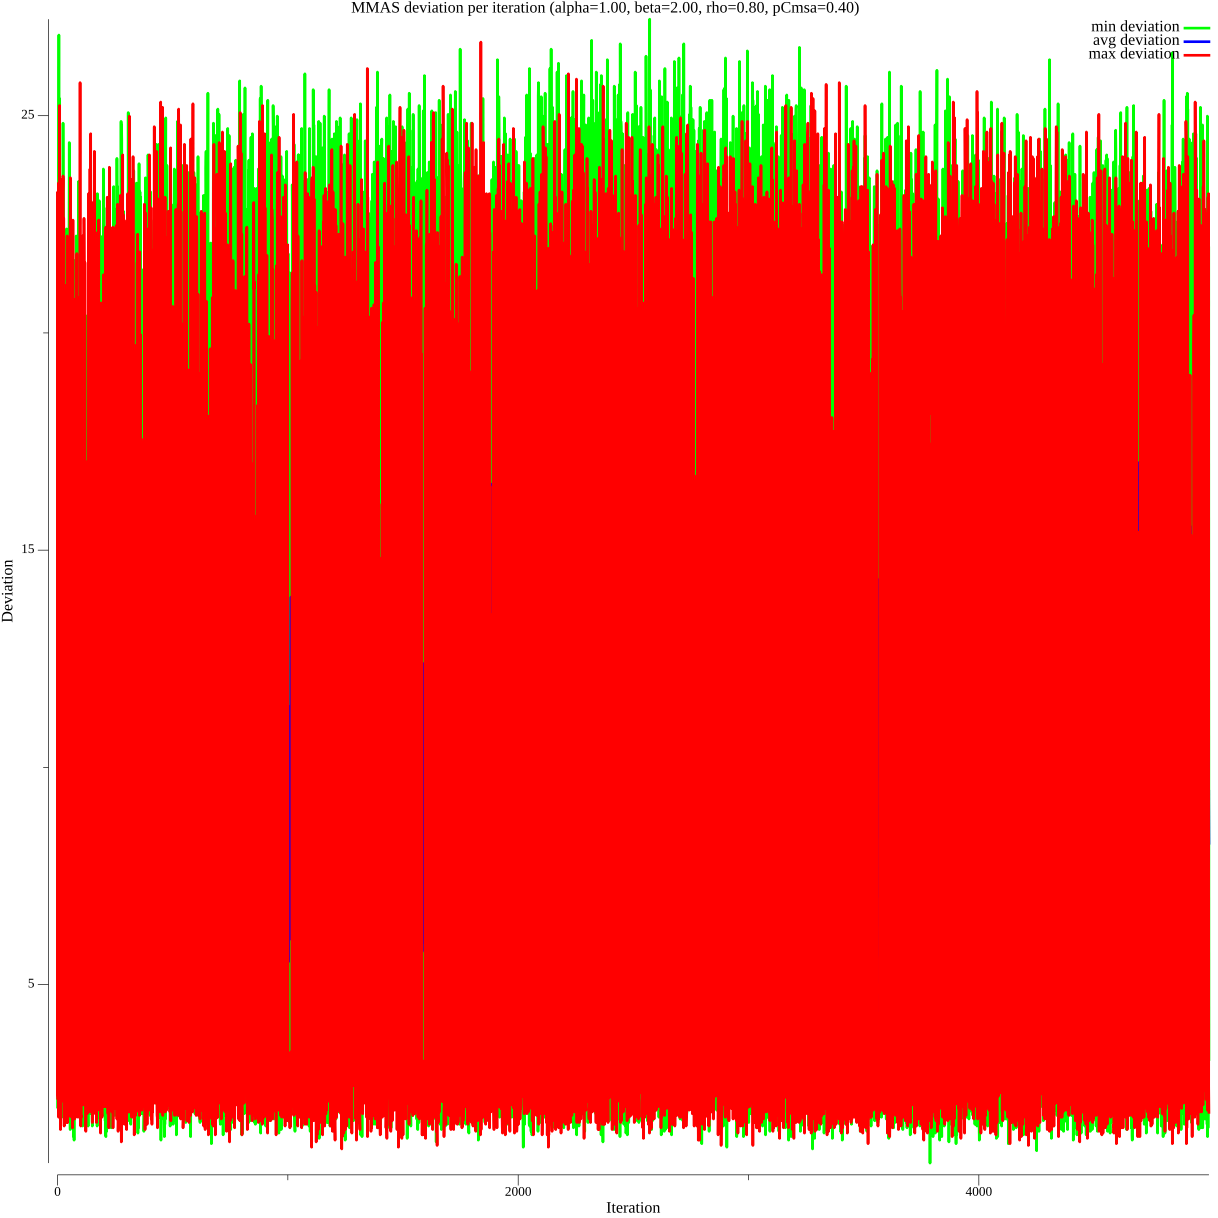 MMAS deviation per iteration (alpha=1.00, beta=2.00, rho=0.80, pCmsa=0.40)
min deviation
avg deviation
max deviation
25
15
5
Deviation
0
2000
4000
Iteration